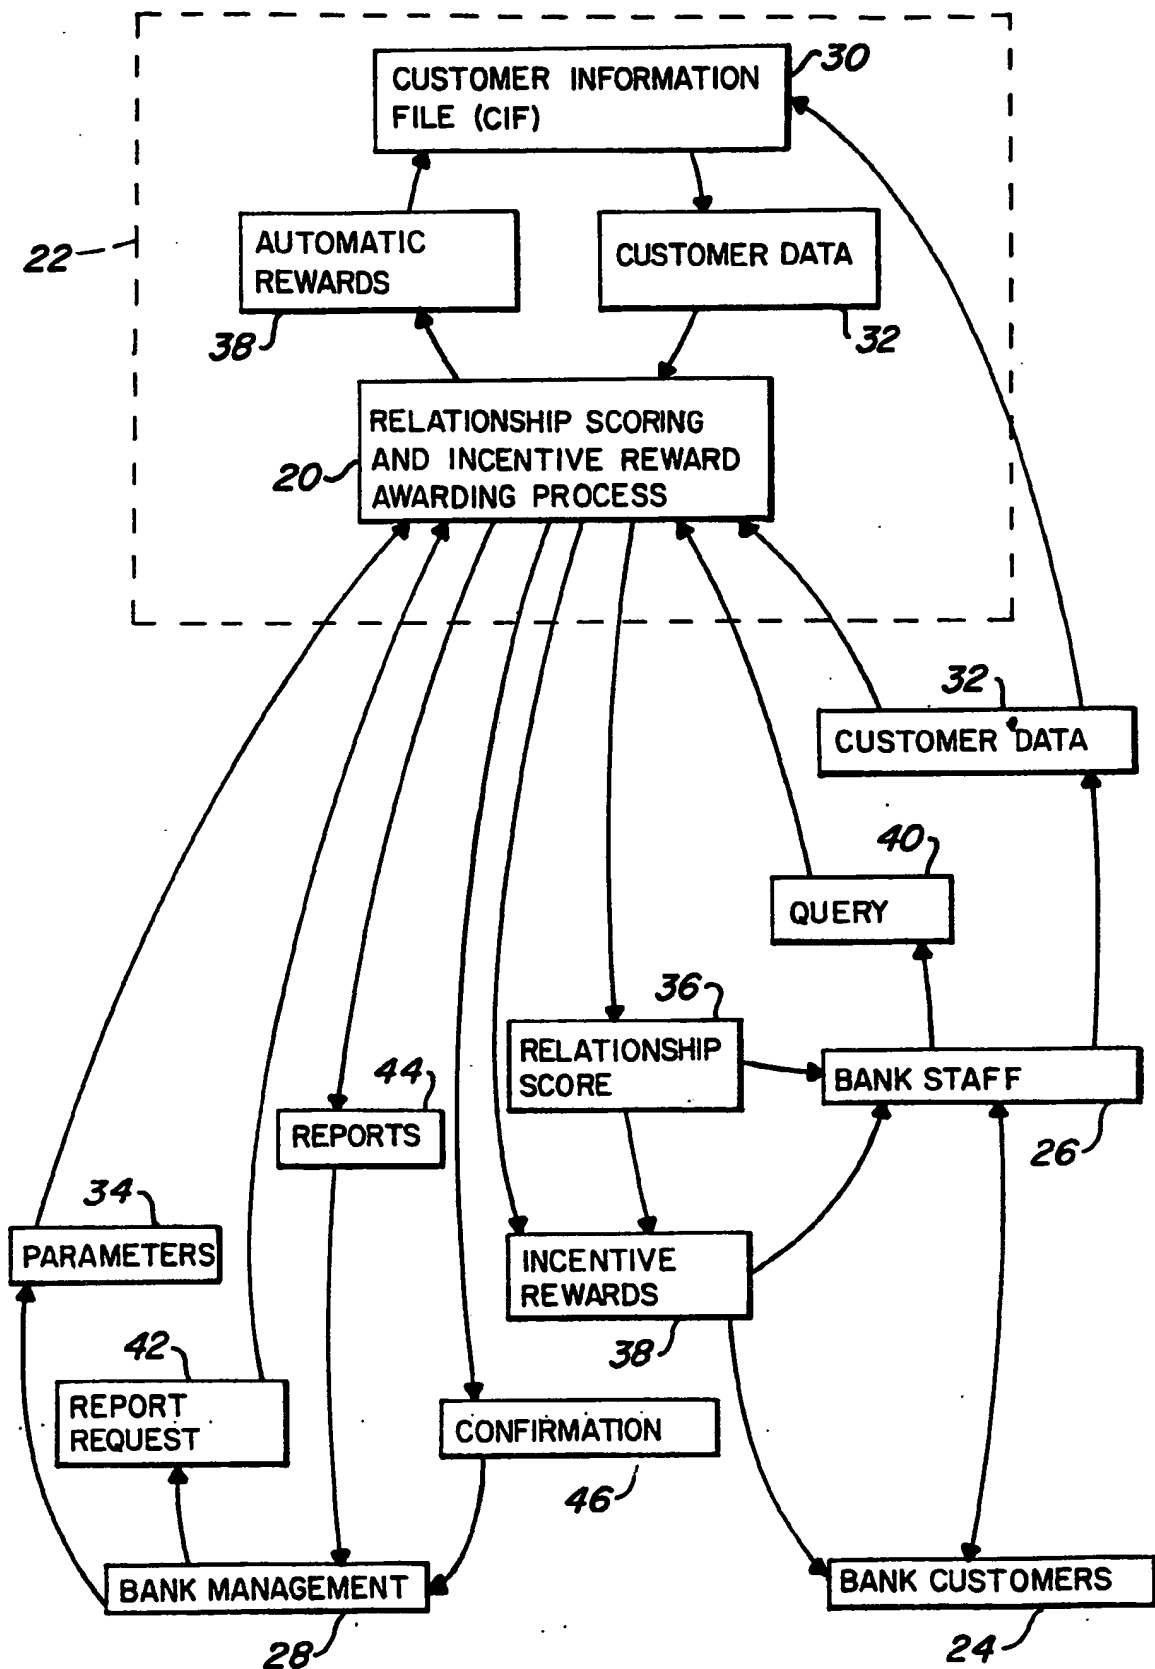 30
CUSTOMER INFORMATION
FILE (CIF)
22
AUTOMATIC
REWARDS
38
CUSTOMER DATA
32
RELATIONSHIP SCORING
AND INCENTIVE REWARD
AWARDING PROCESS
20
32
CUSTOMER DATA
40
QUERY
36
RELATIONSHIP
SCORE
BANK STAFF
26
44
REPORTS
34
PARAMETERS
INCENTIVE
REWARDS
38
42
REPORT
REQUEST
CONFIRMATION
46
BANK MANAGEMENT
28
BANK CUSTOMERS
24